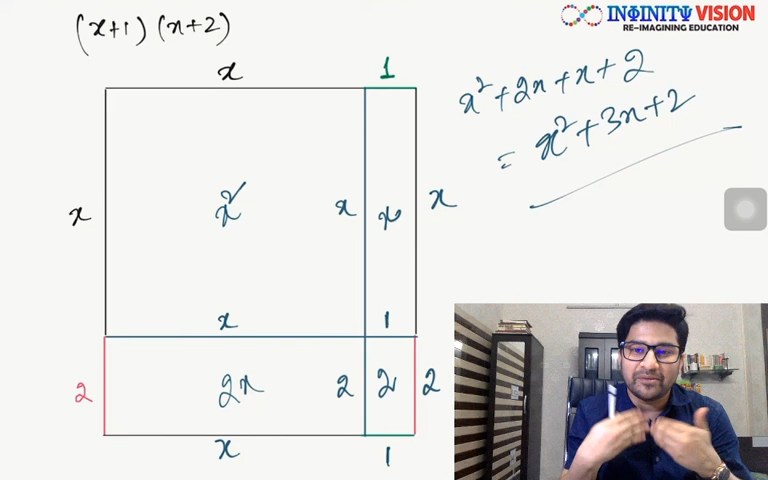 (x+1) (x+2)
INΦINITΨ VISION
RE-IMAGINING EDUCATION
x
1
x² + 2x + x + 2
= x² + 3x + 2
x
x²
x
x
x
x
1
2
2x
2
2
2
x
1